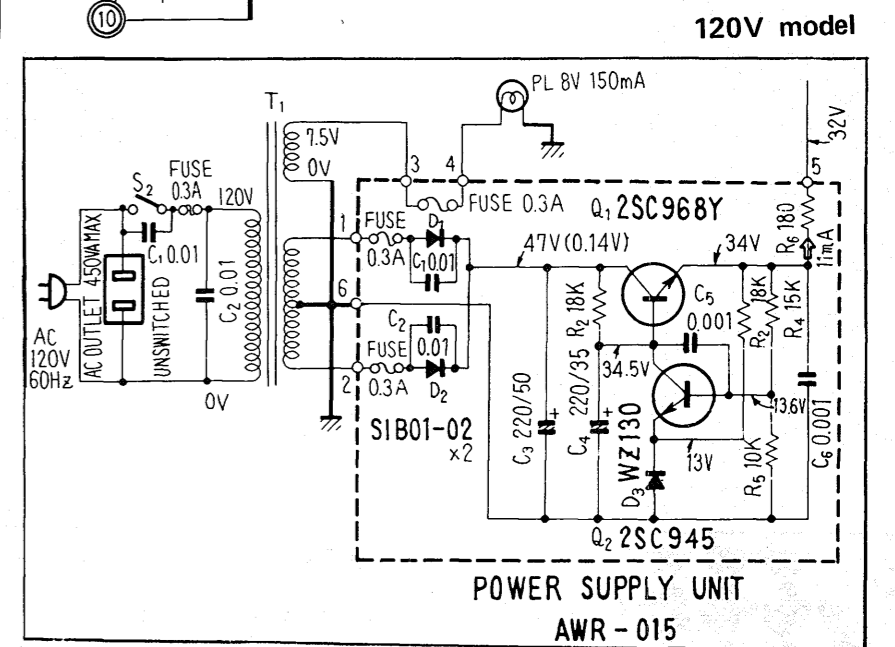 10
120V model
T1
7.5V
0V
PL 8V 150mA
32V
3
4
5
FUSE 0.3A
S2
FUSE
0.3A
120V
C1 0.01
C2 0.01
0V
AC OUTLET 450VA MAX
UNSWITCHED
AC
120V
60Hz
1
6
2
FUSE
0.3A
D1
C1 0.01
C2
0.01
FUSE
0.3A
D2
SIB01-02
×2
47V(0.14V)
Q1 2SC968Y
34V
R6 180
11mA
R2 18K
C5
0.001
R2 18K
R4 15K
34.5V
C3 220/50
+
C4 220/35
+
WZ130
D3
13V
13.6V
R5 10K
C6 0.001
Q2 2SC945
POWER SUPPLY UNIT
AWR-015